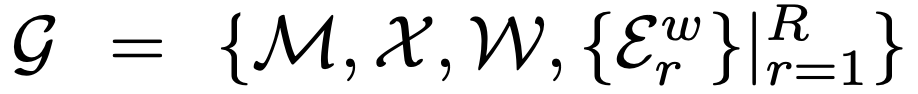 𝒢 = {ℳ, 𝒳, 𝒲, {ℰ_r^w}|_{r=1}^R}